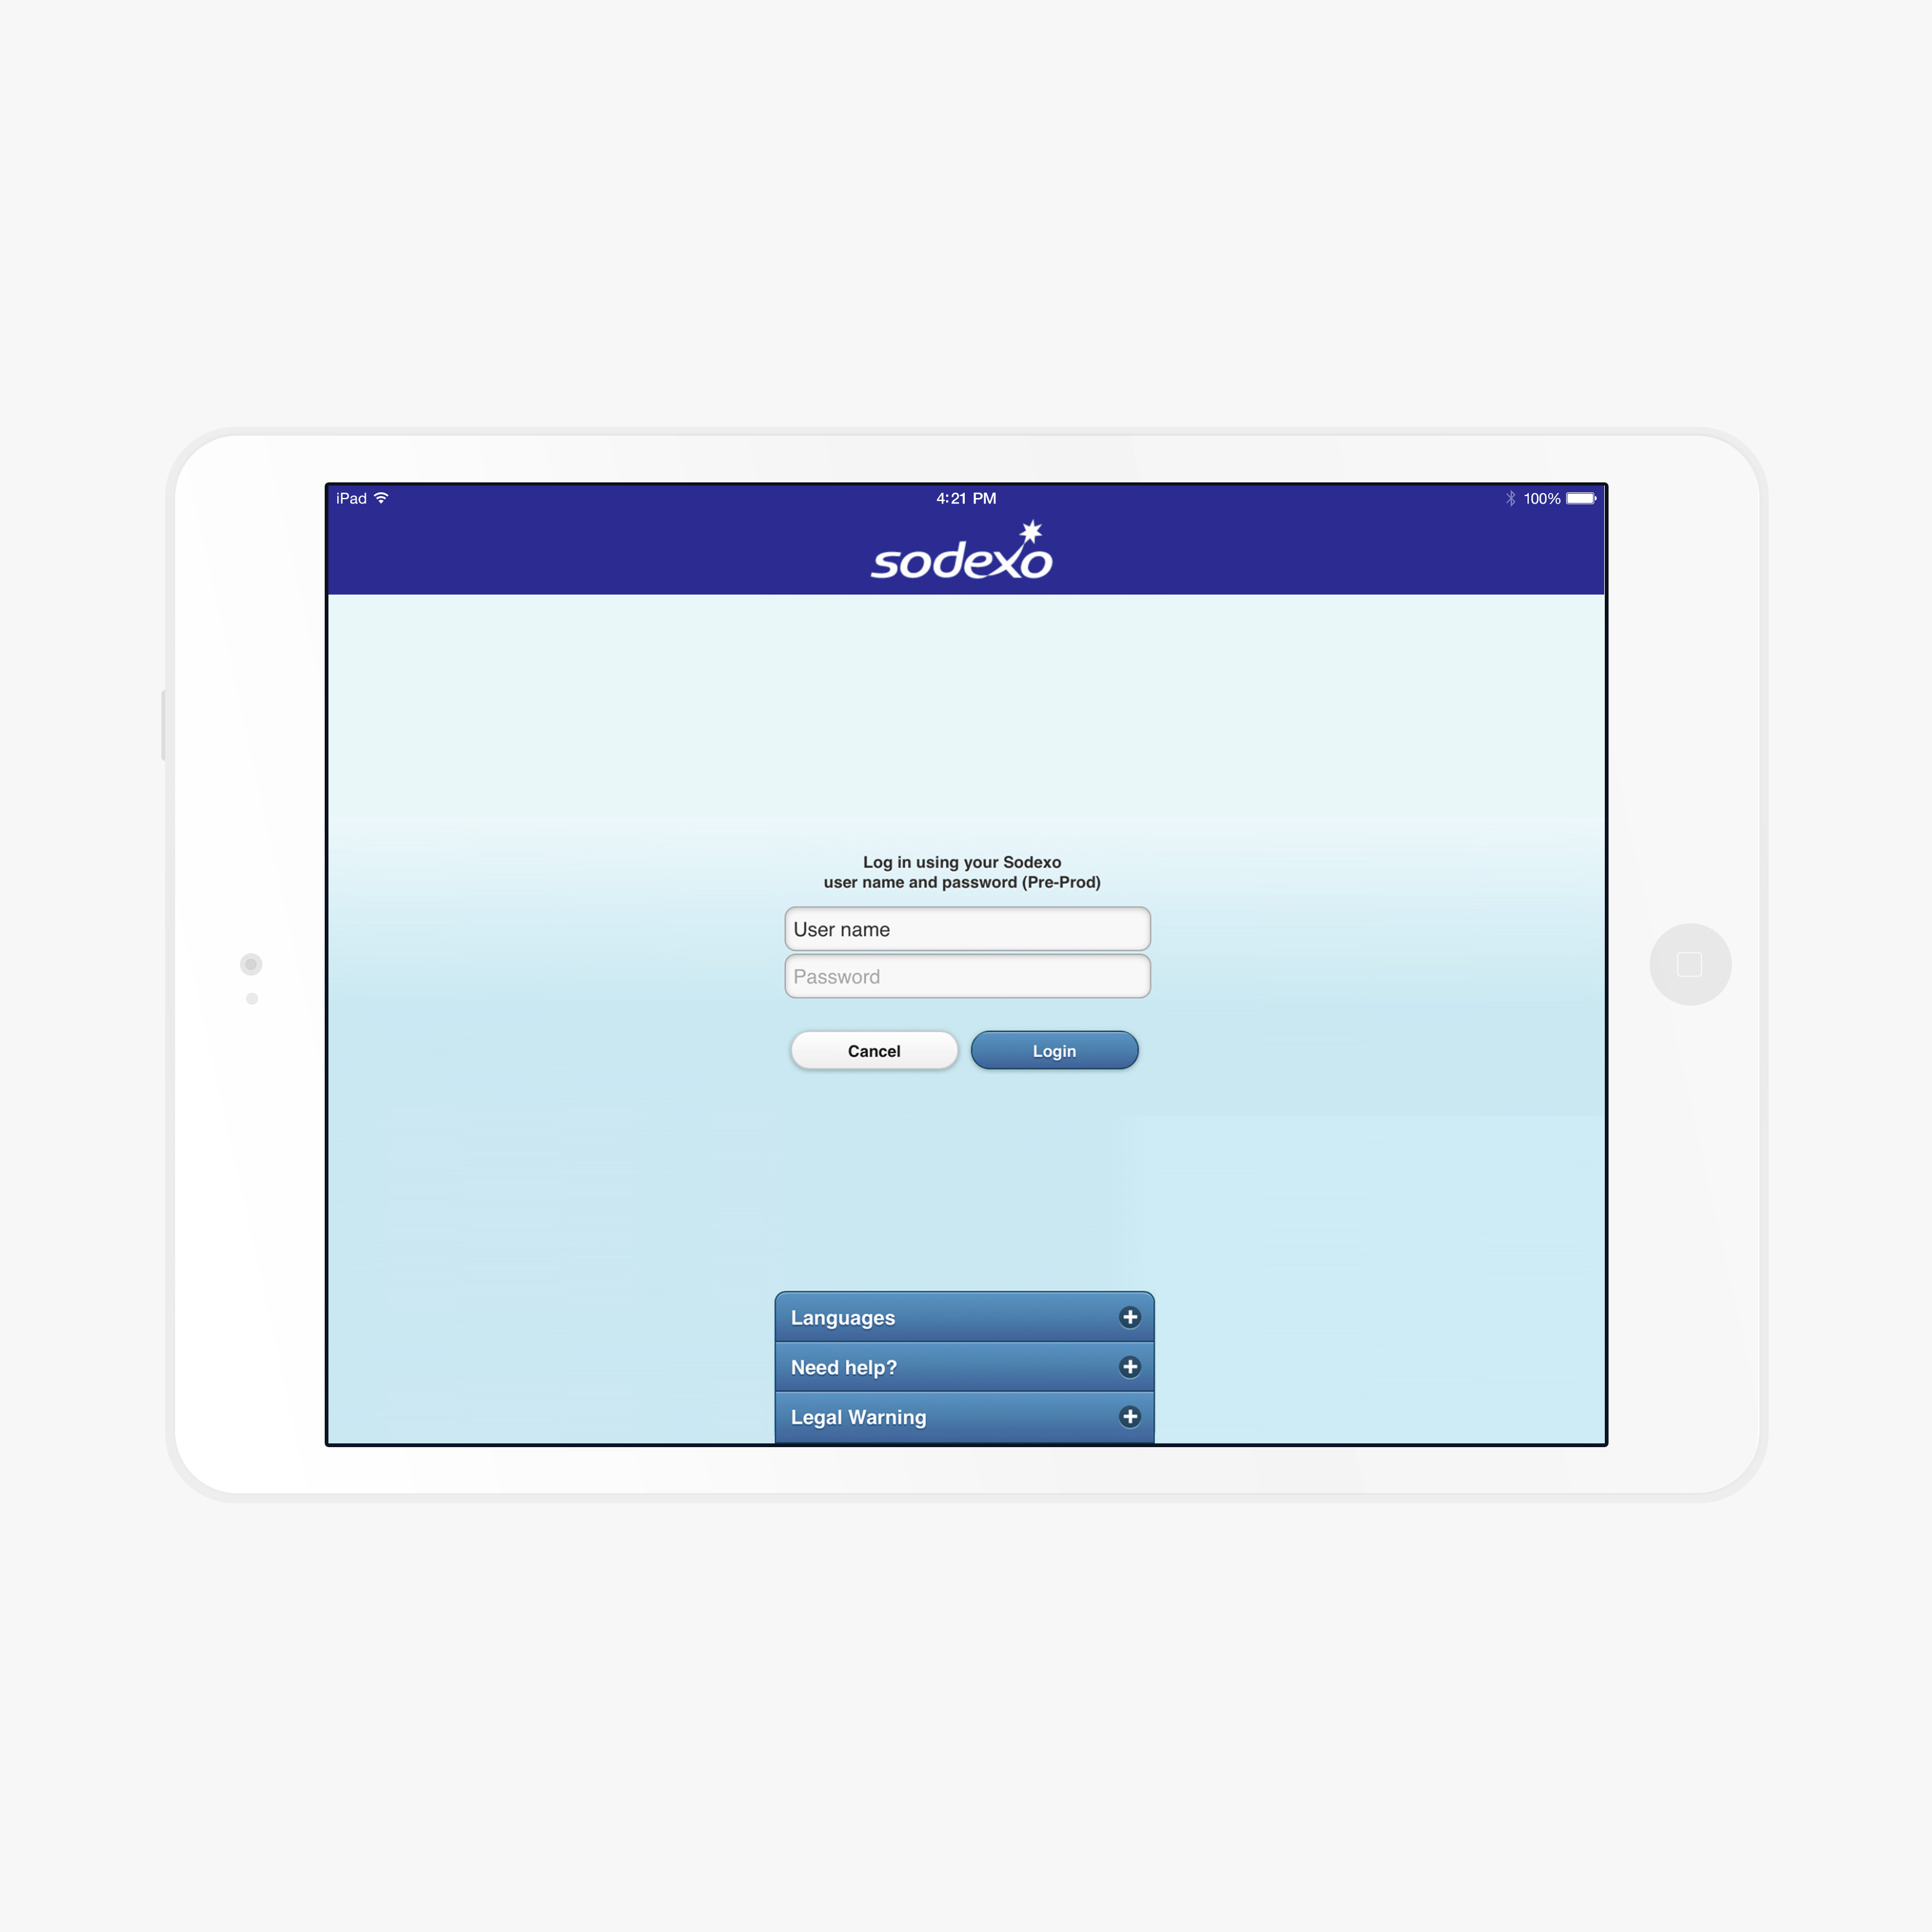 iPad
4:21 PM
100%
sodexo
Log in using your Sodexo
user name and password (Pre-Prod)
User name
Password
Cancel
Login
Languages
Need help?
Legal Warning